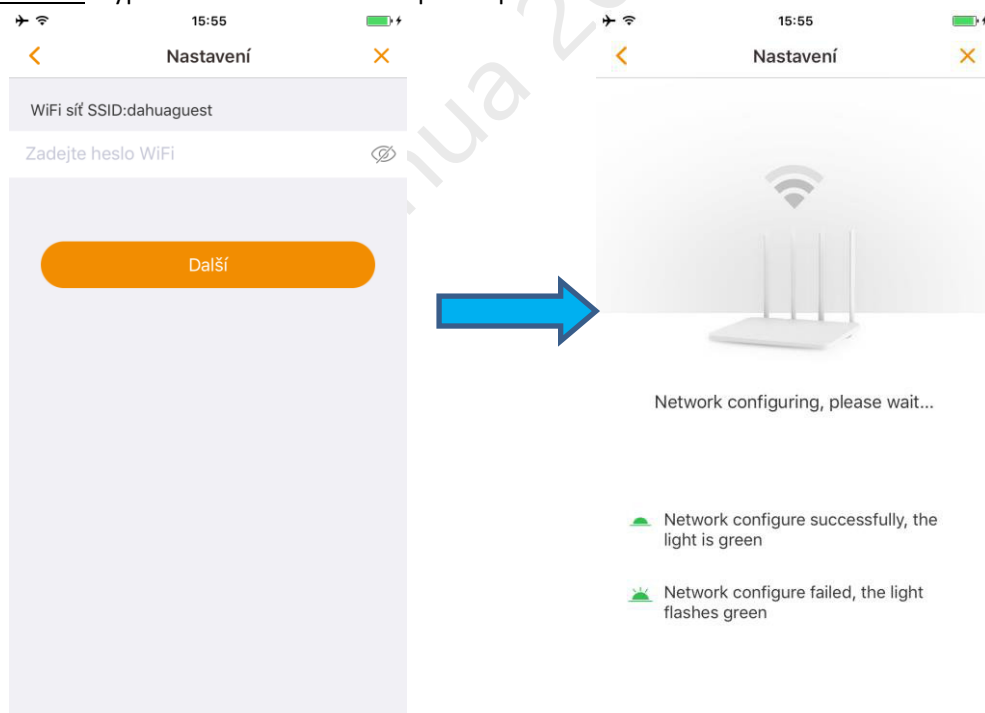 15:55
Nastavení
WiFi síť SSID:dahuaguest
Zadejte heslo WiFi
Další
15:55
Nastavení
Network configuring, please wait...
Network configure successfully, the
light is green
Network configure failed, the light
flashes green